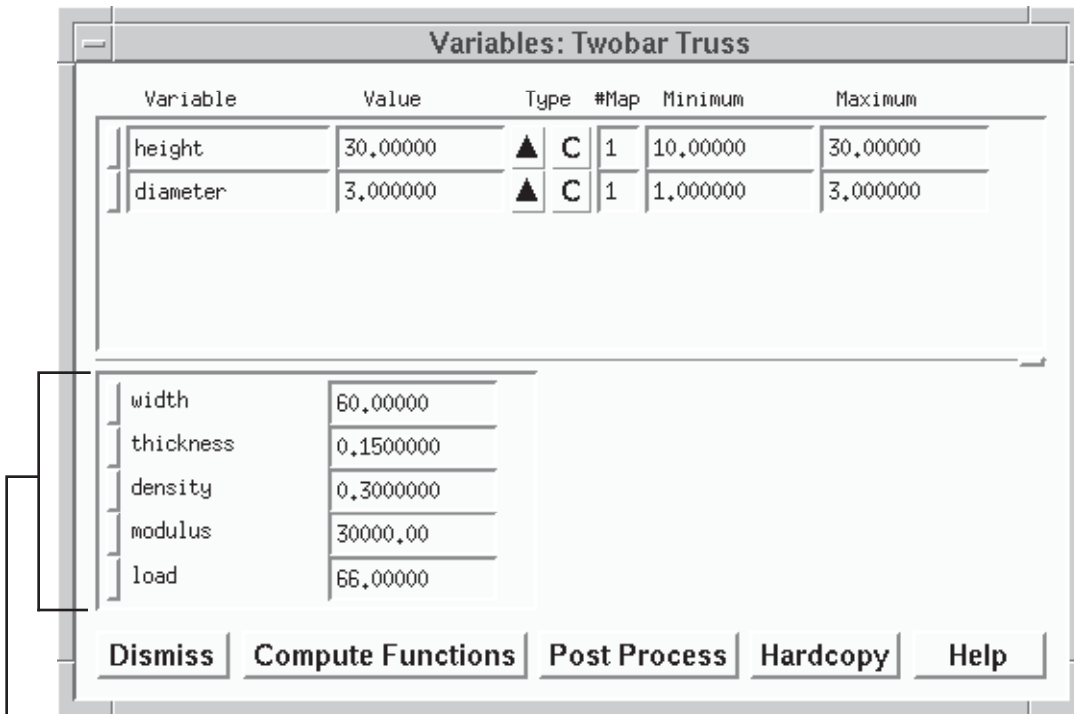 Variables: Twobar Truss
Variable Value Type #Map Minimum Maximum
height 30.00000 C 1 10.00000 30.00000
diameter 3.000000 C 1 1.000000 3.000000
width 60.00000
thickness 0.1500000
density 0.3000000
modulus 30000.00
load 66.00000
Dismiss Compute Functions Post Process Hardcopy Help